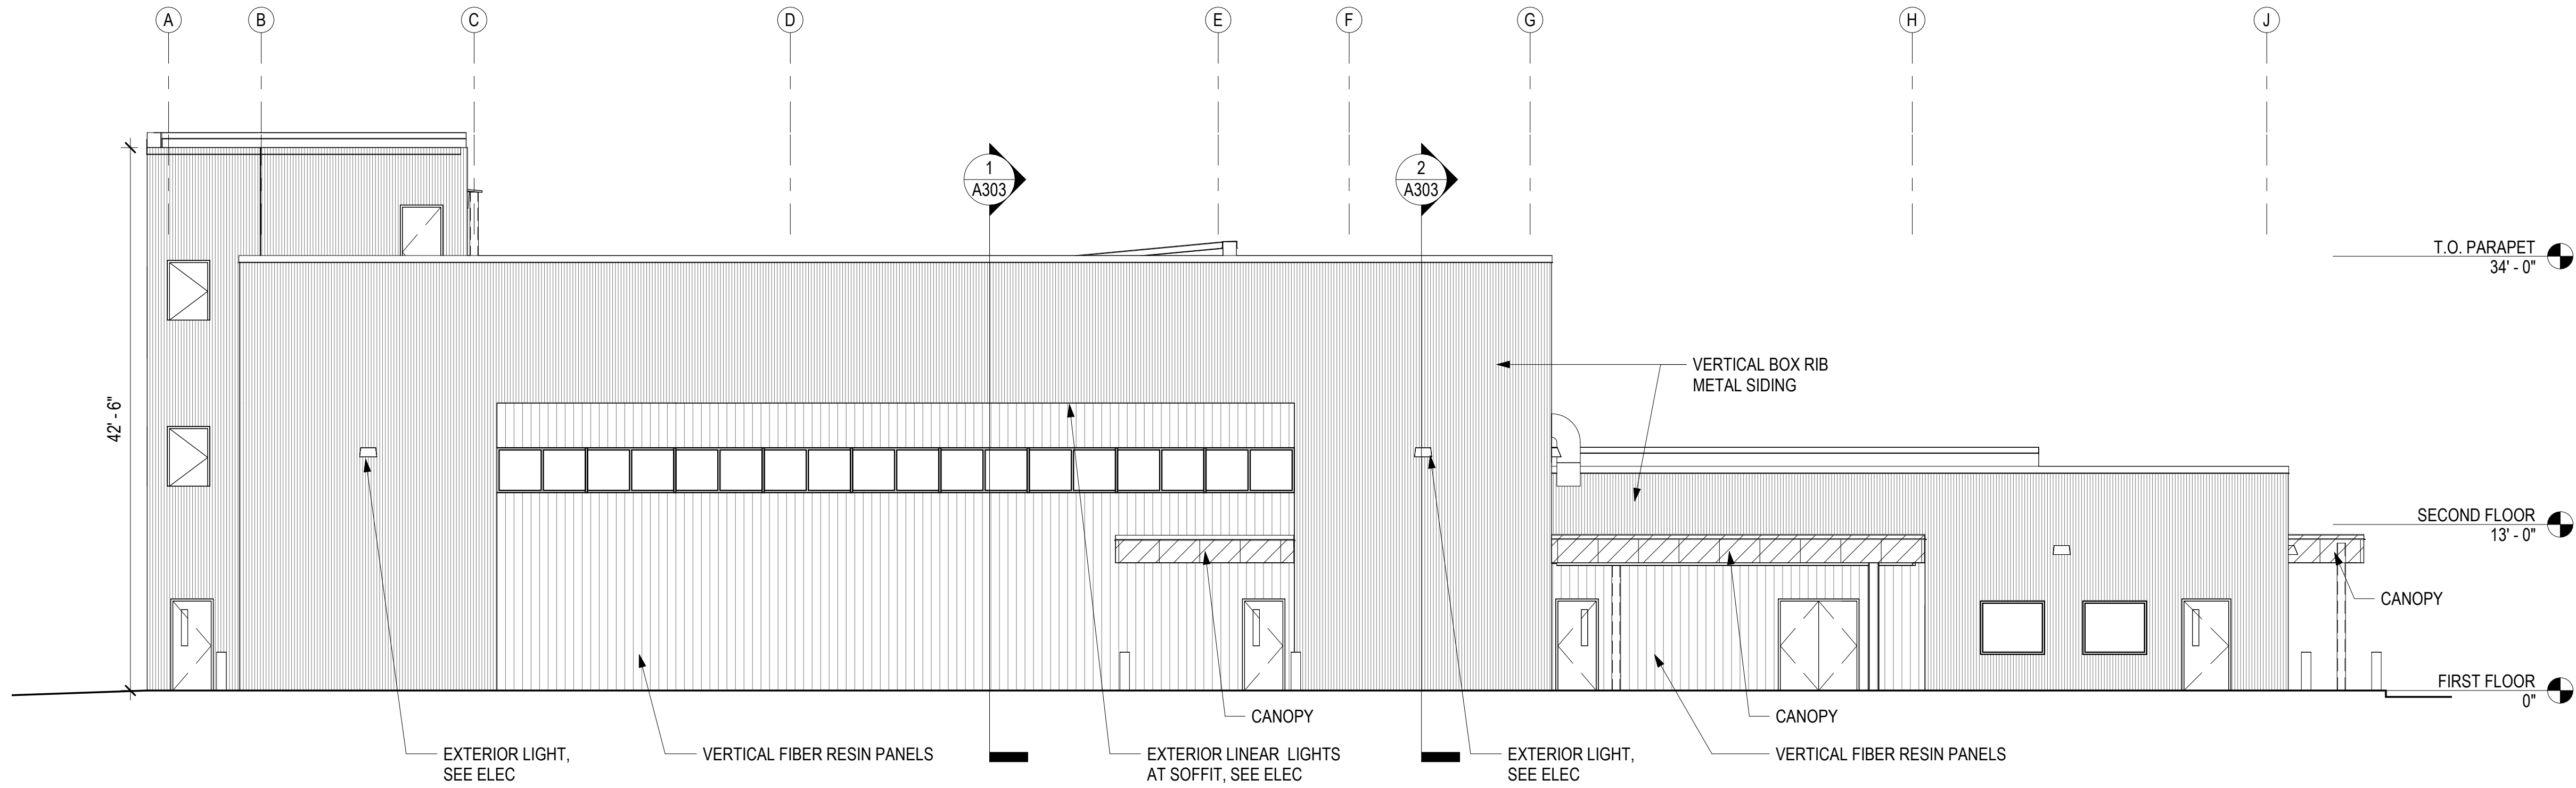 A
B
C
D
E
F
G
H
J
1
A303
2
A303
T.O. PARAPET
34' - 0"
VERTICAL BOX RIB
METAL SIDING
42' - 6"
SECOND FLOOR
13' - 0"
CANOPY
FIRST FLOOR
0"
CANOPY
CANOPY
EXTERIOR LIGHT,
SEE ELEC
VERTICAL FIBER RESIN PANELS
EXTERIOR LINEAR LIGHTS
AT SOFFIT, SEE ELEC
EXTERIOR LIGHT,
SEE ELEC
VERTICAL FIBER RESIN PANELS